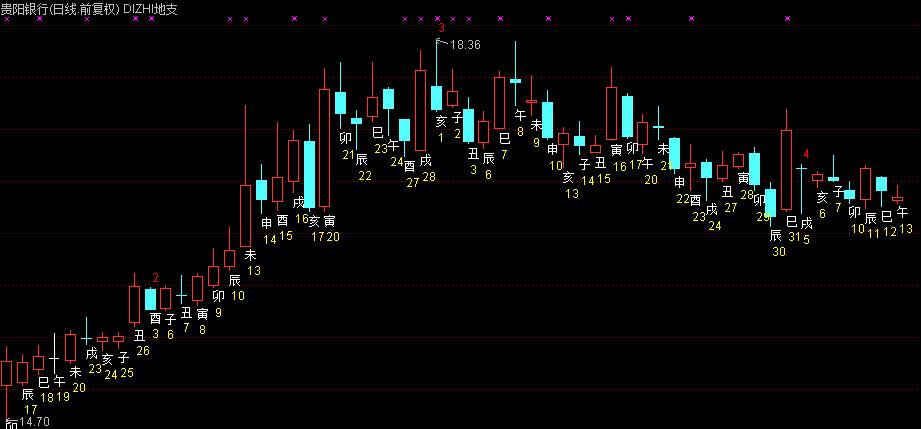 贵阳银行(日线.前复权) DIZHI地支
14.70
辰
17
巳
18
午
19
未
20
戌
23
亥
24
子
25
丑
26
2
酉
3
子
6
丑
7
寅
8
卯
9
辰
10
未
13
申
14
酉
15
戌
16
亥
17
寅
20
卯
21
辰
22
巳
23
午
24
酉
27
戌
28
3
18.36
亥
1
子
2
丑
3
辰
6
巳
7
午
8
未
9
申
10
亥
13
子
14
丑
15
寅
16
卯
17
午
20
未
21
申
22
酉
23
戌
24
丑
27
寅
28
卯
29
辰
30
巳
31
4
戌
5
亥
6
子
7
卯
10
辰
11
巳
12
午
13